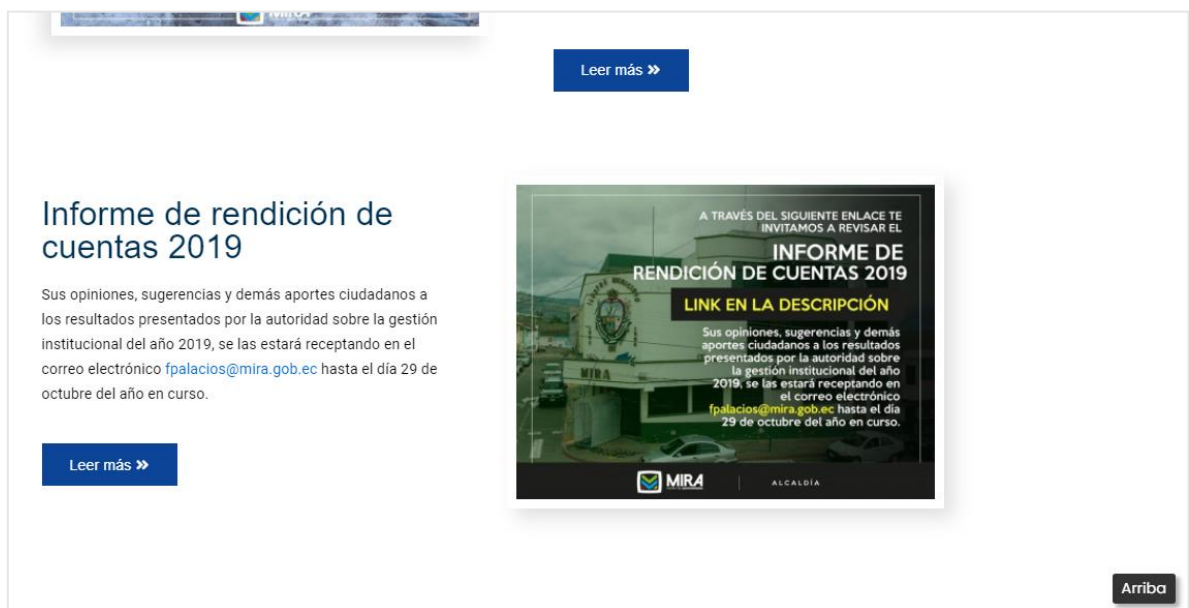 MIRA
Leer más »
Informe de rendición de
cuentas 2019
Sus opiniones, sugerencias y demás aportes ciudadanos a
los resultados presentados por la autoridad sobre la gestión
institucional del año 2019, se las estará receptando en el
correo electrónico fpalacios@mira.gob.ec hasta el día 29 de
octubre del año en curso.
Leer más »
A TRAVÉS DEL SIGUIENTE ENLACE TE
INVITAMOS A REVISAR EL
INFORME DE
RENDICIÓN DE CUENTAS 2019
LINK EN LA DESCRIPCIÓN
Sus opiniones, sugerencias y demás
aportes ciudadanos a los resultados
presentados por la autoridad sobre
la gestión institucional del año
2019, se las estará receptando en
el correo electrónico
fpalacios@mira.gob.ec hasta el día
29 de octubre del año en curso.
MIRA
MIRA
ALCALDÍA
Arriba